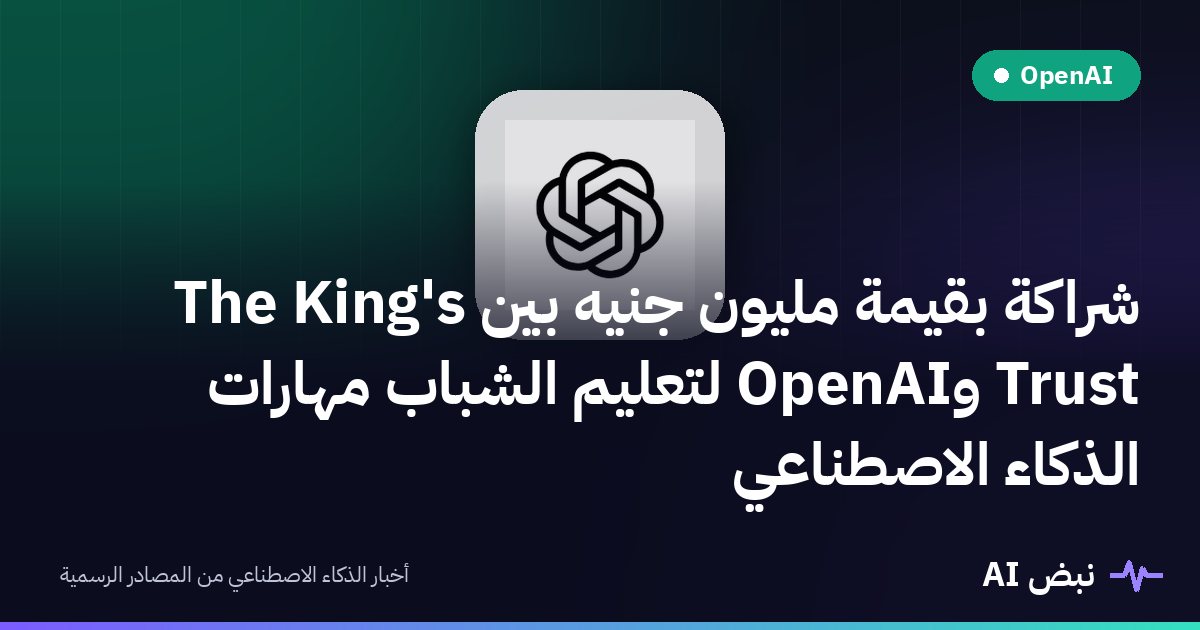 OpenAI
شراكة بقيمة مليون جنيه بين The King's
Trust وOpenAI لتعليم الشباب مهارات
الذكاء الاصطناعي
نبض AI
أخبار الذكاء الاصطناعي من المصادر الرسمية